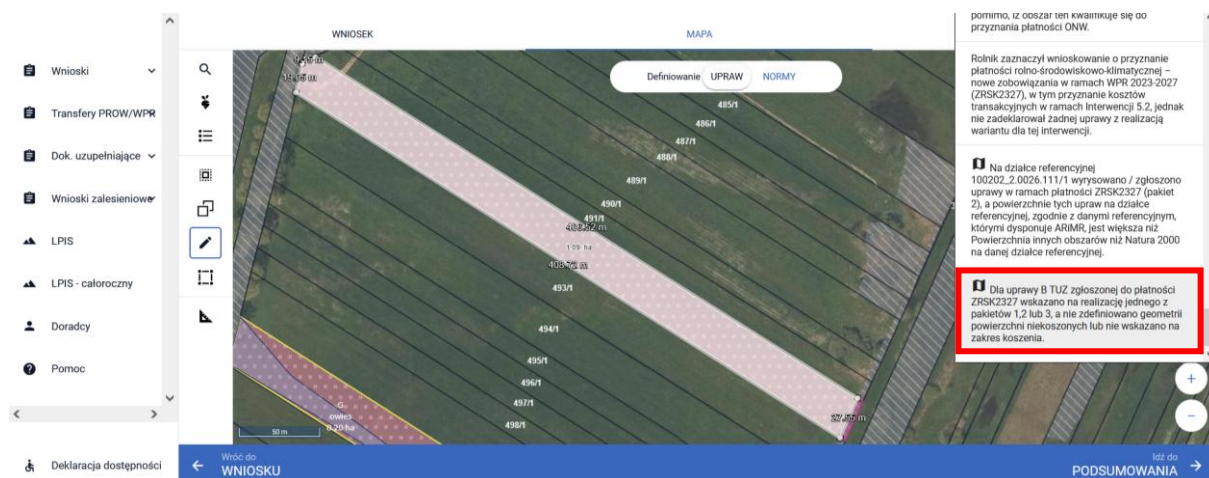 WNIOSEK
MAPA
Wnioski
Transfery PROW/WPR
Dok. uzupełniające
Wnioski zalesieniowe
LPIS
LPIS - całoroczny
Doradcy
Pomoc
Deklaracja dostępności
Definiowanie UPRAW NORMY
485/1
486/1
487/1
488/1
489/1
490/1
491/1
1.09 ha
493/1
494/1
495/1
496/1
497/1
498/1
27.55 m
G
owies
0.20 ha
50 m
pomimo, iż obszar ten kwalifikuje się do
przyznania płatności ONW.
Rolnik zaznaczył wnioskowanie o przyznanie
płatności rolno-środowiskowo-klimatycznej –
nowe zobowiązania w ramach WPR 2023-2027
(ZRSK2327), w tym przyznanie kosztów
transakcyjnych w ramach Interwencji 5.2, jednak
nie zadeklarował żadnej uprawy z realizacją
wariantu dla tej interwencji.
Na działce referencyjnej
100202_2.0026.111/1 wyrysowano / zgłoszono
uprawy w ramach płatności ZRSK2327 (pakiet
2), a powierzchnie tych upraw na działce
referencyjnej, zgodnie z danymi referencyjnym,
którymi dysponuje ARiMR, jest większa niż
Powierzchnia innych obszarów niż Natura 2000
na danej działce referencyjnej.
Dla uprawy B TUZ zgłoszonej do płatności
ZRSK2327 wskazano na realizację jednego z
pakietów 1,2 lub 3, a nie zdefiniowano geometrii
powierzchni niekoszonych lub nie wskazano na
zakres koszenia.
Wróć do
WNIOSKU
Idź do
PODSUMOWANIA